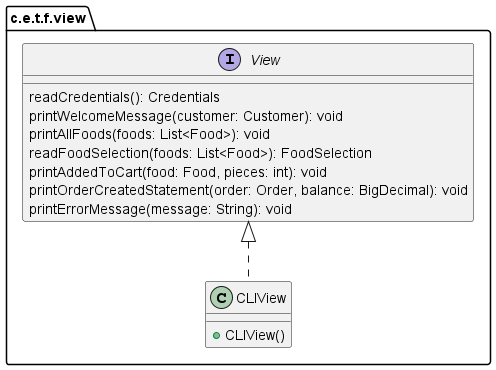 c.e.t.f.view
I View
readCredentials(): Credentials
printWelcomeMessage(customer: Customer): void
printAllFoods(foods: List<Food>): void
readFoodSelection(foods: List<Food>): FoodSelection
printAddedToCart(food: Food, pieces: int): void
printOrderCreatedStatement(order: Order, balance: BigDecimal): void
printErrorMessage(message: String): void
C CLIView
CLIView()